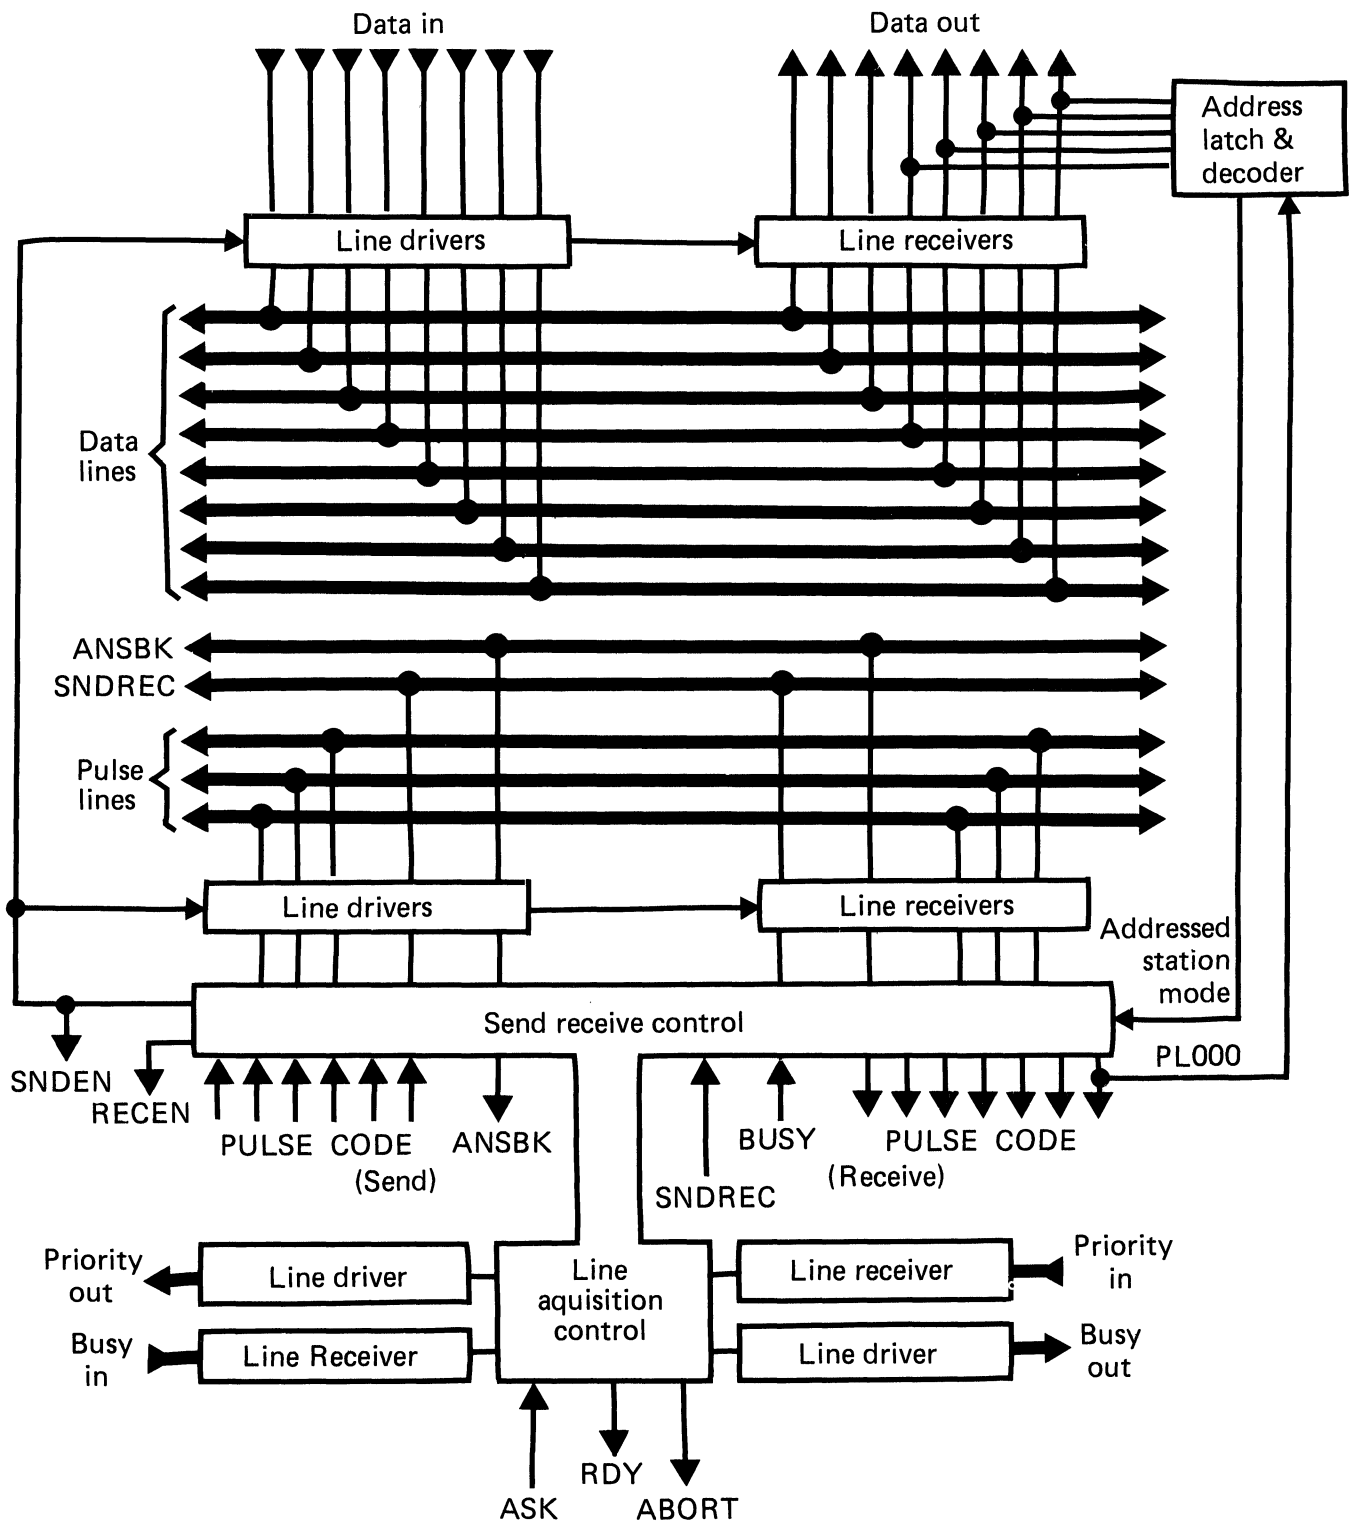 Data in
Data out
Address
latch &
decoder
Line drivers
Line receivers
Data
lines
ANSBK
SNDREC
Pulse
lines
Line drivers
Line receivers
Addressed
station
mode
Send receive control
PL000
SNDEN
RECEN
PULSE CODE
(Send)
ANSBK
SNDREC
BUSY
PULSE CODE
(Receive)
Priority
out
Line driver
Line
aquisition
control
Line receiver
Priority
in
Busy
in
Line Receiver
Line driver
Busy
out
ASK
RDY
ABORT